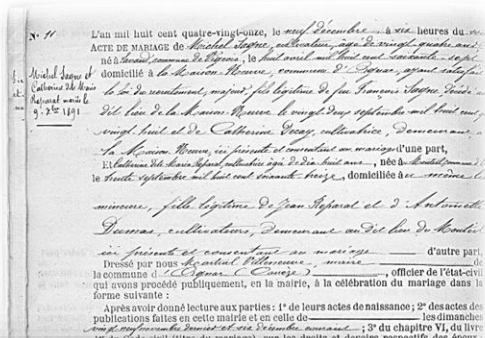 N. 11
Michel Sagne et
Catherine dite Marie
Reparat mariés le
9 Xbre 1891
L'an mil huit cent quatre-vingt-onze, le neuf décembre, à six heures du
ACTE DE MARIAGE de Michel Sagne, cultivateur, âgé de vingt quatre ans,
né à commune de le huit avril mil huit cent soixante-sept
domicilié à la Maison Neuve, commune d' ayant satisfait
la loi de recrutement, majeur, fils légitime de feu François Sagne décédé a
dit lieu de la Maison Neuve le vingt deux septembre mil huit cent
vingt huit et de Catherine cultivatrice, demeurant
la Maison Neuve, ici présente et consentant au mariage d'une part,
Et Catherine dite Marie Reparat, cultivatrice âgée de dix huit ans, née à commune
le trente septembre mil huit cent soixante treize, domiciliée au même
mineure, fille légitime de Jean Reparat et d'Antoinette
Dumas, cultivateurs, demeurant au dit lieu du
ici présents et consentant au mariage d'autre part,
Dressé par nous Martial Villeneuve, maire de
la commune d' (Corrèze), officier de l'état-civil
qui avons procédé publiquement, en la mairie, à la célébration du mariage dans la
forme suivante :
Après avoir donné lecture aux parties : 1° de leurs actes de naissance ; 2° des actes des
publications faites en cette mairie et en celle de les dimanches
vingt neuf novembre dernier et six décembre courant ; 3° du chapitre VI, du livre